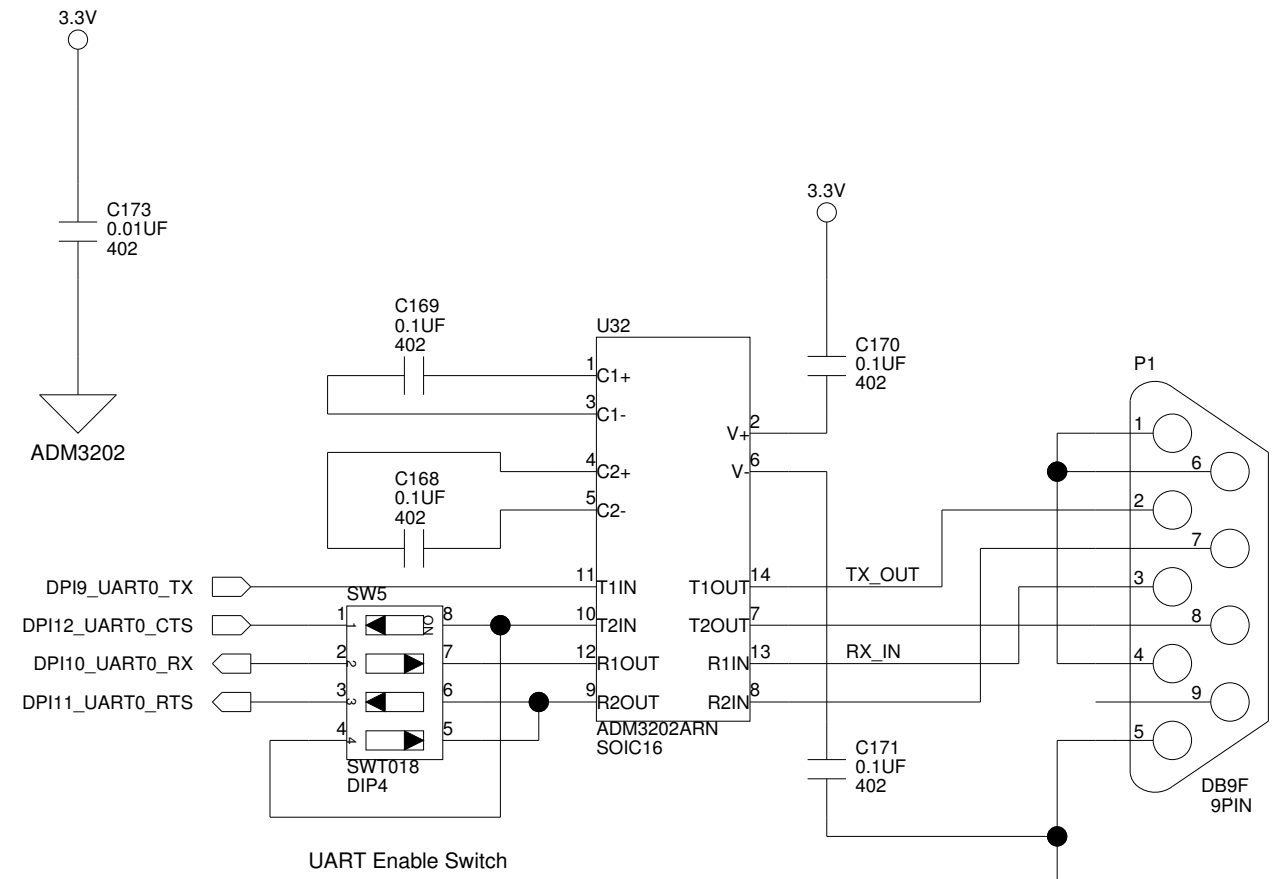 3.3V
C173
0.01UF
402
ADM3202
3.3V
C170
0.1UF
402
C169
0.1UF
402
C168
0.1UF
402
U32
1
C1+
3
C1-
4
C2+
5
C2-
11
T1IN
10
T2IN
12
R1OUT
9
R2OUT
V+
2
V-
6
T1OUT
14
T2OUT
7
R1IN
13
R2IN
8
ADM3202ARN
SOIC16
TX_OUT
RX_IN
DPI9_UART0_TX
DPI12_UART0_CTS
DPI10_UART0_RX
DPI11_UART0_RTS
SW5
1
1
ON
8
2
2
7
3
3
6
4
4
5
SWT018
DIP4
UART Enable Switch
C171
0.1UF
402
P1
1
6
2
7
3
8
4
9
5
DB9F
9PIN